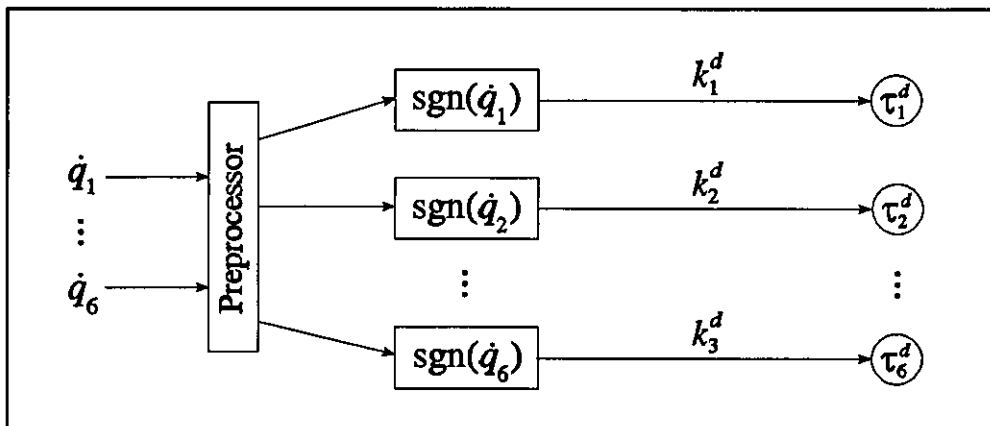 q̇₁
⋮
q̇₆
Preprocessor
sgn(q̇₁)
k₁ᵈ
τ₁ᵈ
sgn(q̇₂)
k₂ᵈ
τ₂ᵈ
⋮
⋮
sgn(q̇₆)
k₃ᵈ
τ₆ᵈ